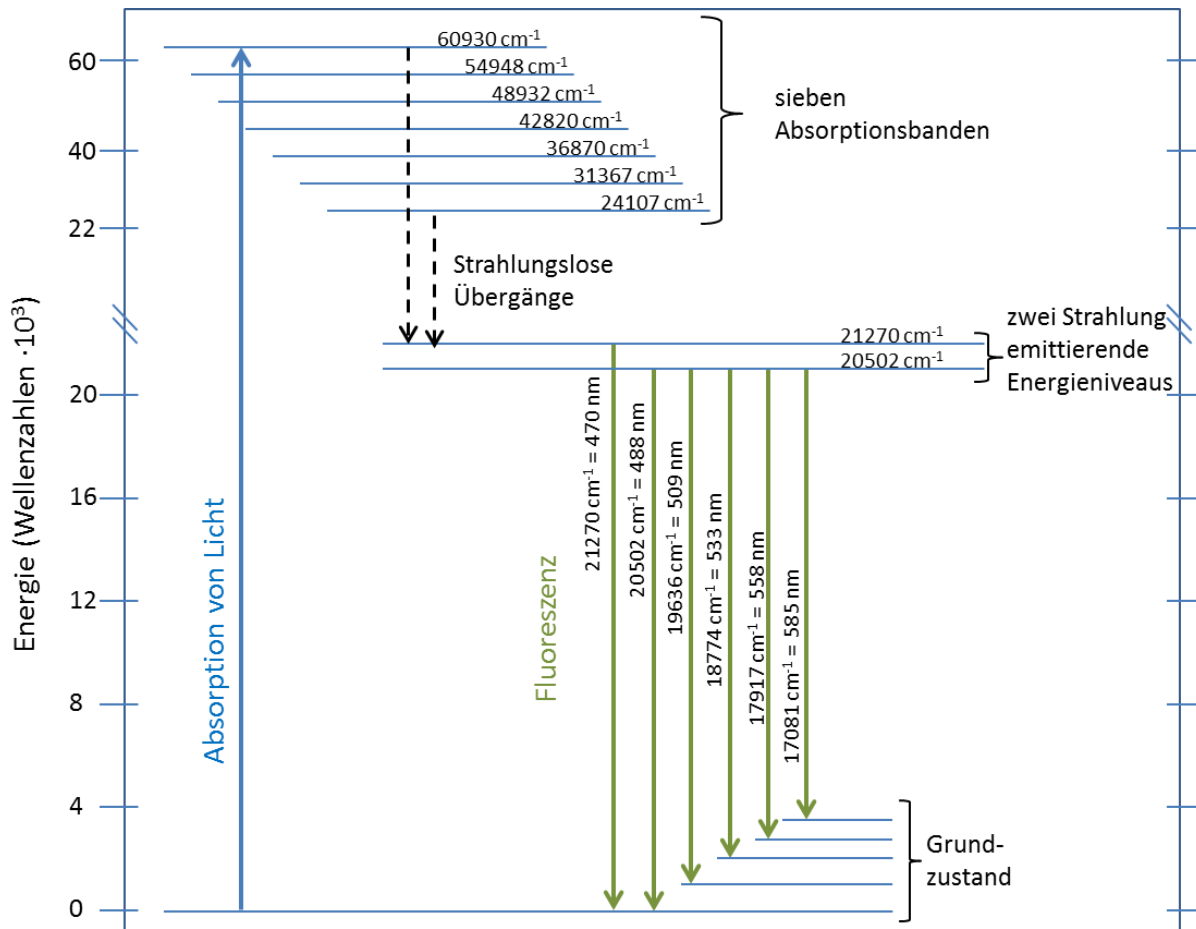 60930 cm⁻¹
54948 cm⁻¹
48932 cm⁻¹
42820 cm⁻¹
36870 cm⁻¹
31367 cm⁻¹
24107 cm⁻¹
sieben
Absorptionsbanden
60
40
22
20
16
12
8
4
0
Energie (Wellenzahlen ·10³)
Absorption von Licht
Strahlungslose
Übergänge
21270 cm⁻¹
20502 cm⁻¹
zwei Strahlung
emittierende
Energieniveaus
Fluoreszenz
21270 cm⁻¹ = 470 nm
20502 cm⁻¹ = 488 nm
19636 cm⁻¹ = 509 nm
18774 cm⁻¹ = 533 nm
17917 cm⁻¹ = 558 nm
17081 cm⁻¹ = 585 nm
Grund-
zustand